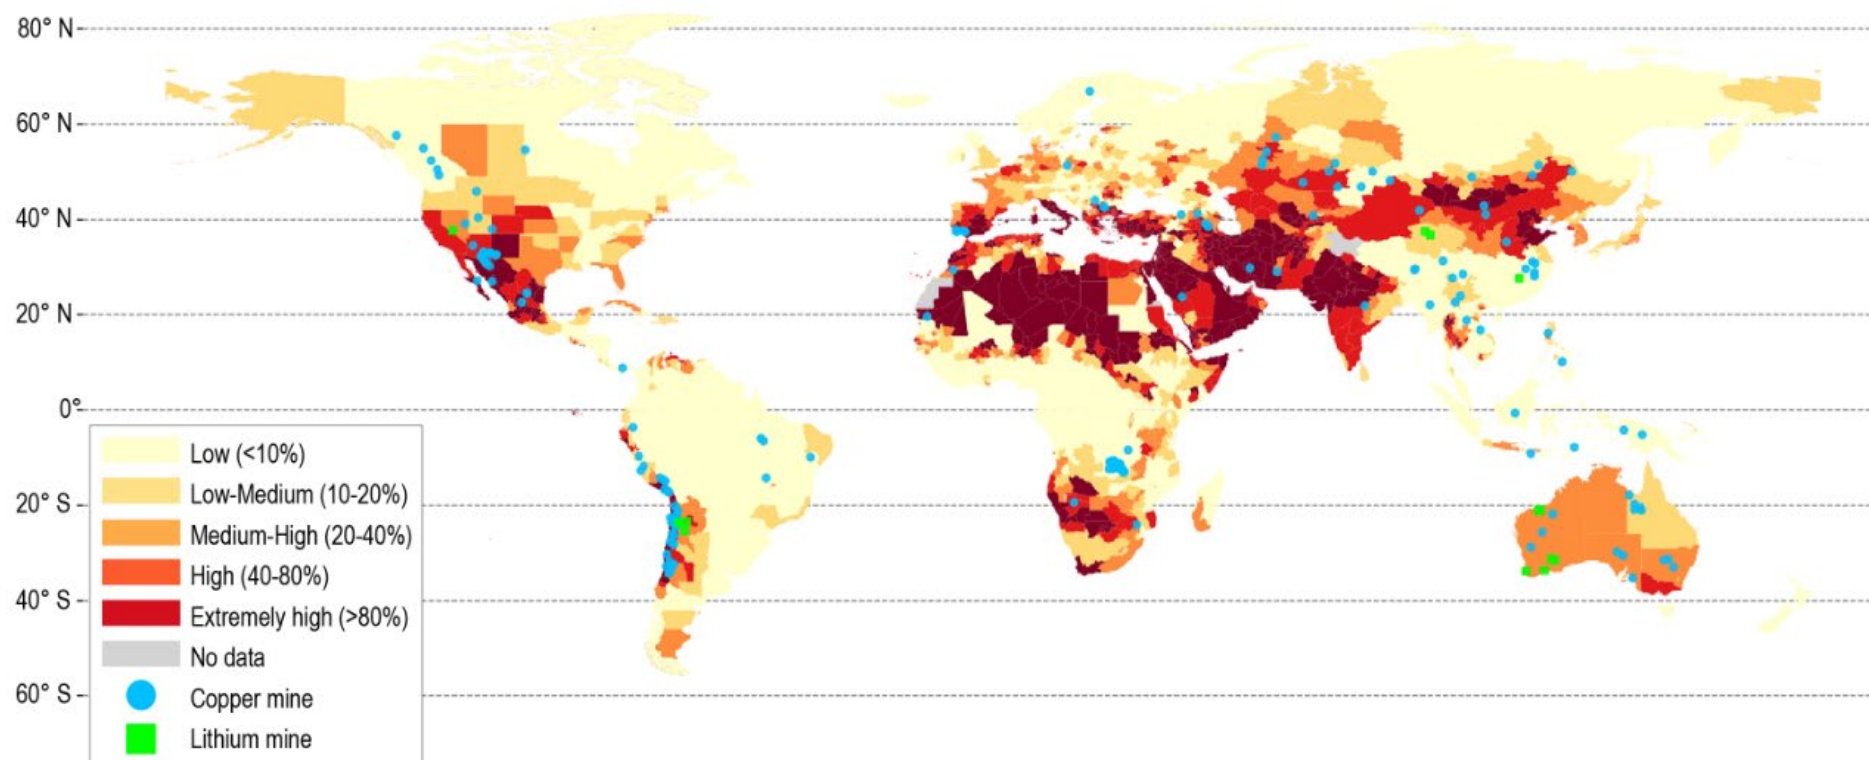 80° N
60° N
40° N
20° N
0°
20° S
40° S
60° S
Low (<10%)
Low-Medium (10-20%)
Medium-High (20-40%)
High (40-80%)
Extremely high (>80%)
No data
Copper mine
Lithium mine